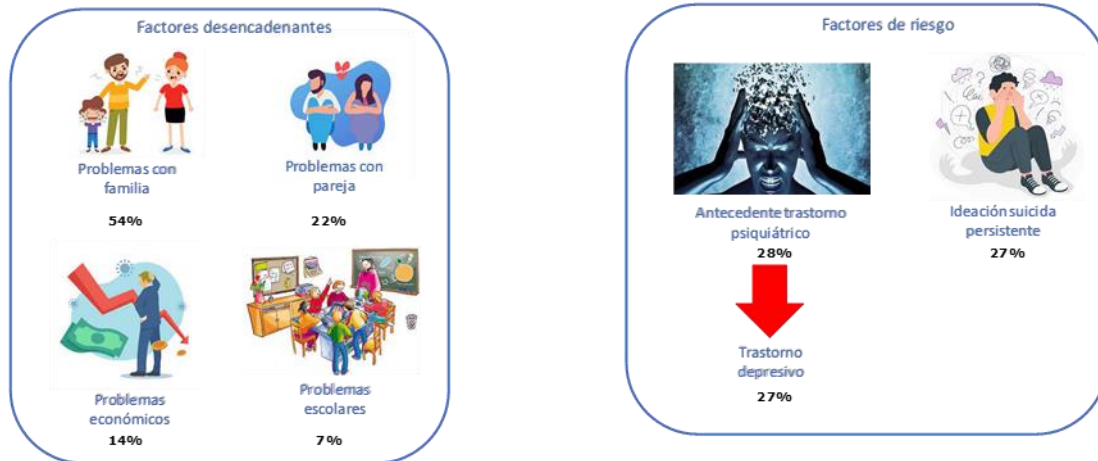 Factores desencadenantes
Problemas con
familia
54%
Problemas con
pareja
22%
Problemas
económicos
14%
Problemas
escolares
7%
Factores de riesgo
Antecedente trastorno
psiquiátrico
28%
Ideación suicida
persistente
27%
Trastorno
depresivo
27%